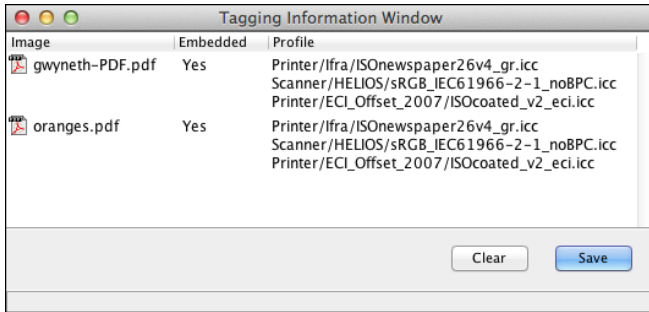 Tagging Information Window
Image Embedded Profile
gwyneth-PDF.pdf Yes Printer/Ifra/ISOnewspaper26v4_gr.icc
Scanner/HELIOS/sRGB_IEC61966-2-1_noBPC.icc
Printer/ECI_Offset_2007/ISOcoated_v2_eci.icc
oranges.pdf Yes Printer/Ifra/ISOnewspaper26v4_gr.icc
Scanner/HELIOS/sRGB_IEC61966-2-1_noBPC.icc
Printer/ECI_Offset_2007/ISOcoated_v2_eci.icc
Clear Save